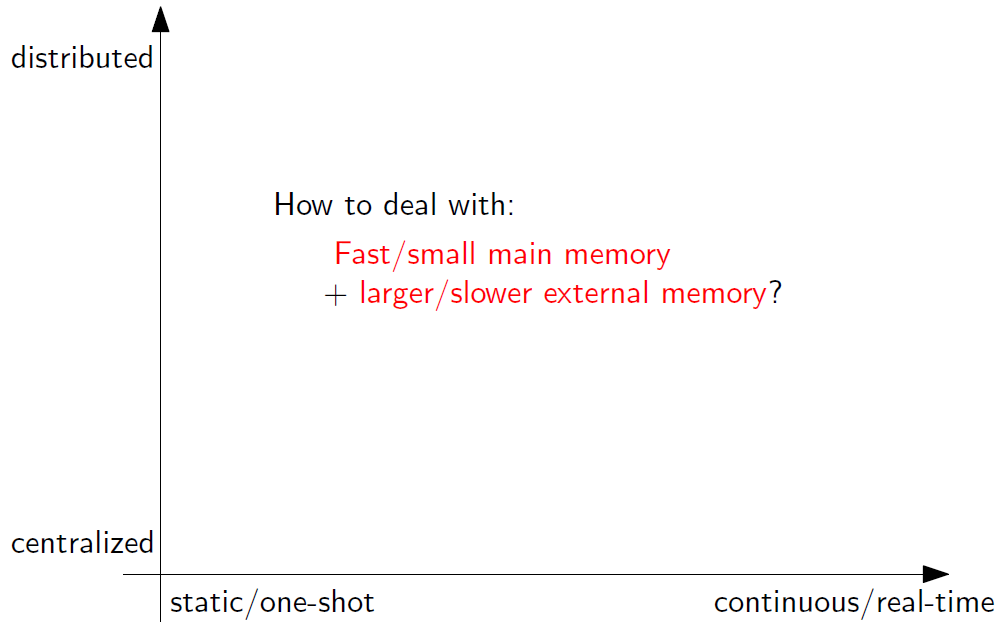 distributed
How to deal with:
Fast/small main memory
+ larger/slower external memory?
centralized
static/one-shot
continuous/real-time